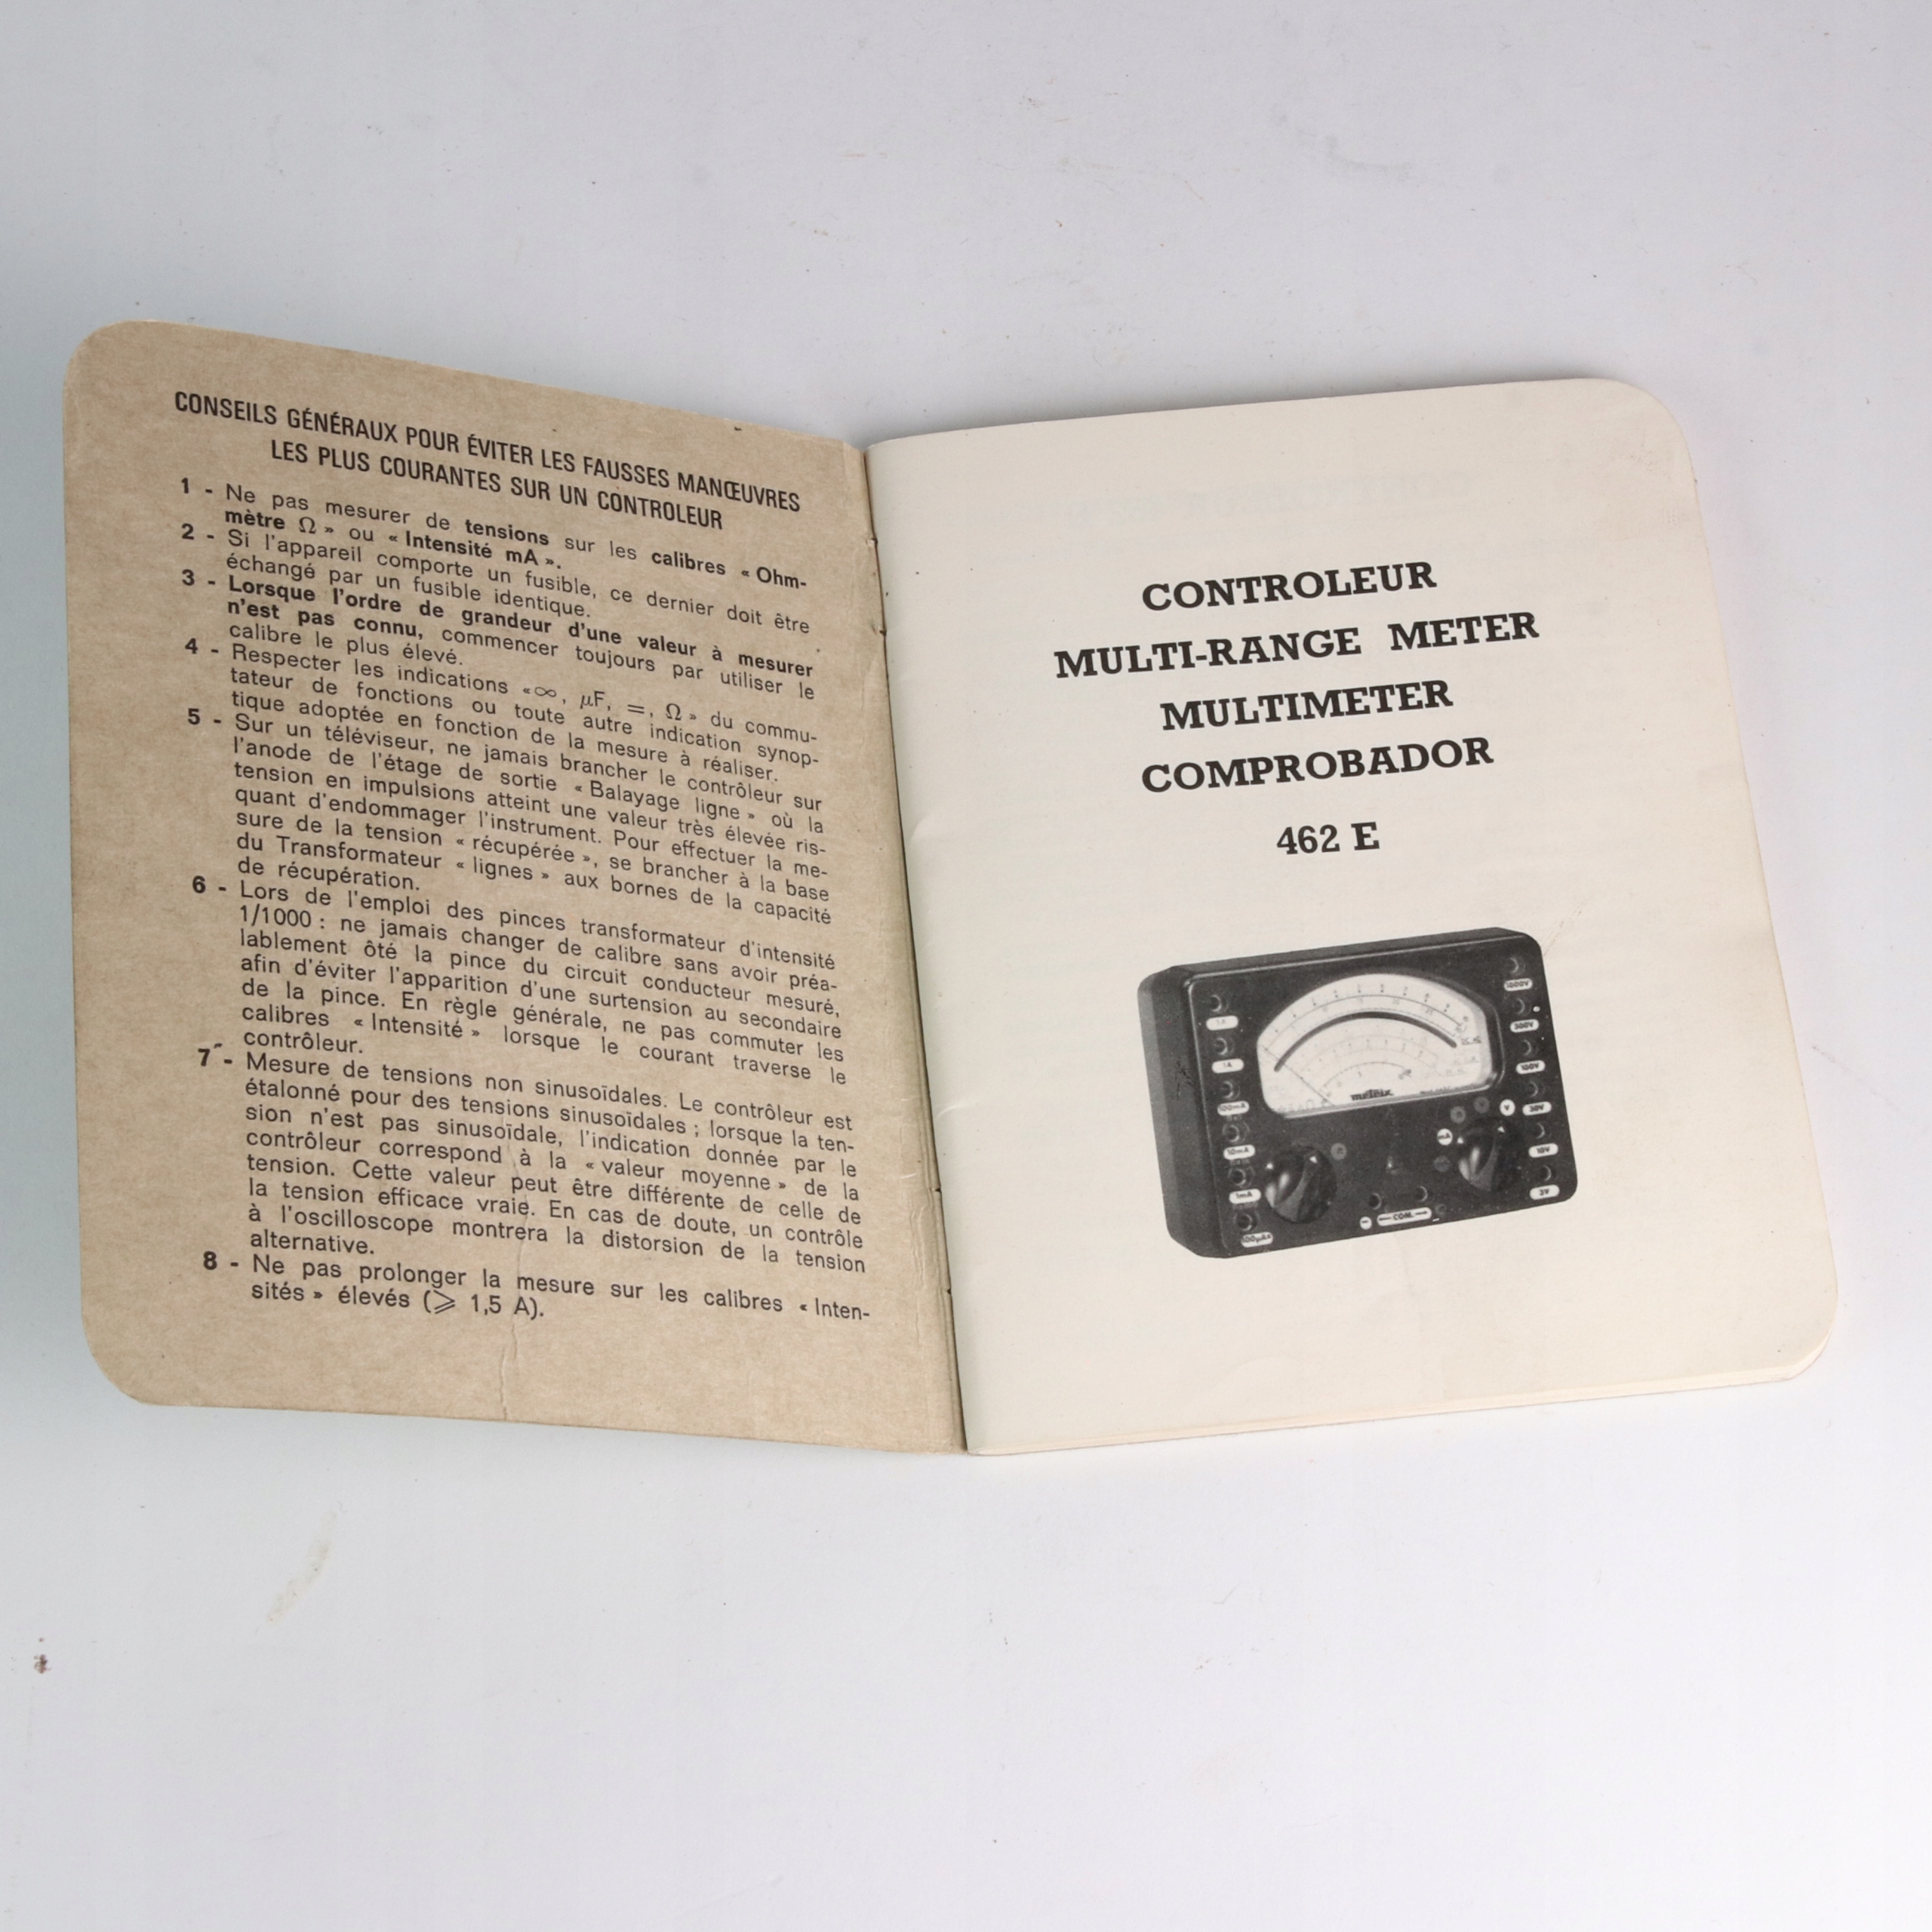 CONSEILS GÉNÉRAUX POUR ÉVITER LES FAUSSES MANŒUVRES
LES PLUS COURANTES SUR UN CONTROLEUR
1 - Ne pas mesurer de tensions sur les calibres « Ohm-
mètre Ω » ou « Intensité mA ».
2 - Si l'appareil comporte un fusible, ce dernier doit être
échangé par un fusible identique.
3 - Lorsque l'ordre de grandeur d'une valeur à mesurer
n'est pas connu, commencer toujours par utiliser le
calibre le plus élevé.
4 - Respecter les indications « ∞, µF, =, Ω » du commu-
tateur de fonctions ou toute autre indication synop-
tique adoptée en fonction de la mesure à réaliser.
5 - Sur un téléviseur, ne jamais brancher le contrôleur sur
l'anode de l'étage de sortie « Balayage ligne » où la
tension en impulsions atteint une valeur très élevée ris-
quant d'endommager l'instrument. Pour effectuer la me-
sure de la tension « récupérée », se brancher à la base
du Transformateur « lignes » aux bornes de la capacité
de récupération.
6 - Lors de l'emploi des pinces transformateur d'intensité
1/1000 : ne jamais changer de calibre sans avoir préa-
lablement ôté la pince du circuit conducteur mesuré,
afin d'éviter l'apparition d'une surtension au secondaire
de la pince. En règle générale, ne pas commuter les
calibres « Intensité » lorsque le courant traverse le
contrôleur.
7 - Mesure de tensions non sinusoïdales. Le contrôleur est
étalonné pour des tensions sinusoïdales ; lorsque la ten-
sion n'est pas sinusoïdale, l'indication donnée par le
contrôleur correspond à la « valeur moyenne » de la
tension. Cette valeur peut être différente de celle de
la tension efficace vraie. En cas de doute, un contrôle
à l'oscilloscope montrera la distorsion de la tension
alternative.
8 - Ne pas prolonger la mesure sur les calibres « Inten-
sités » élevés (⩾ 1,5 A).
CONTROLEUR
MULTI-RANGE METER
MULTIMETER
COMPROBADOR
462 E
metrix
1000V
300V
100V
30V
10V
3V
1A
100mA
10mA
1mA
COM.